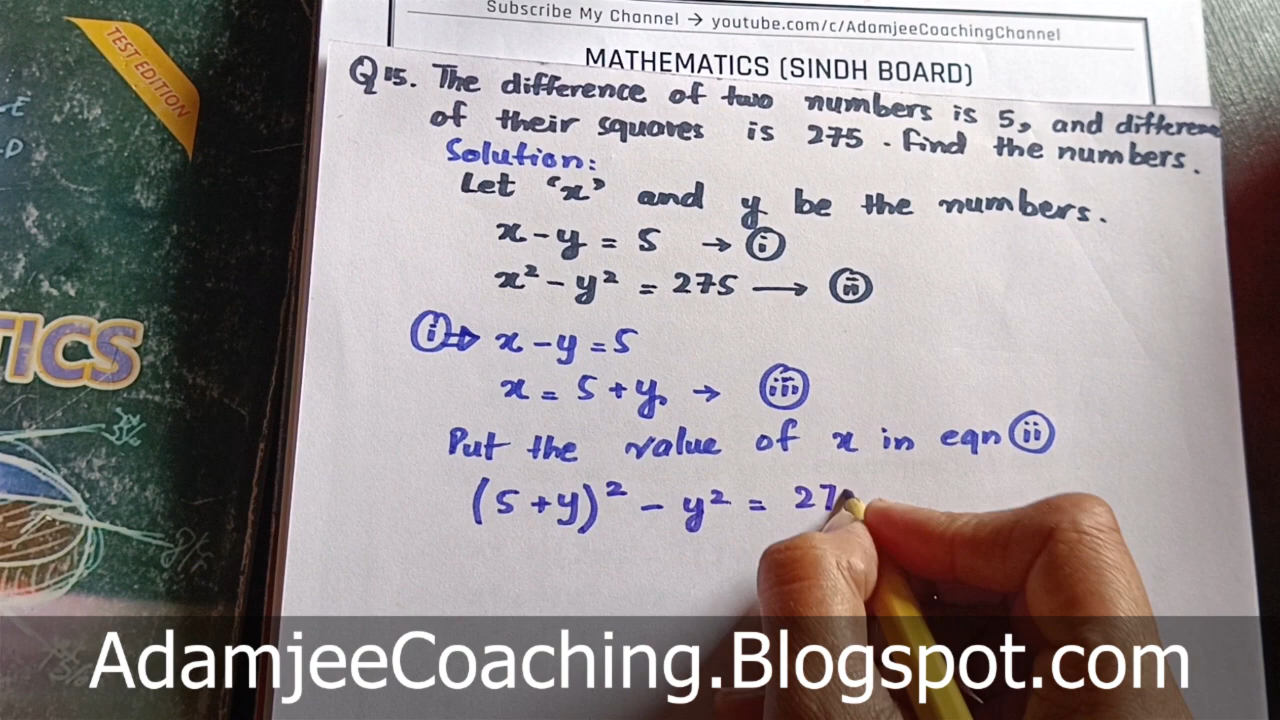 Subscribe My Channel → youtube.com/c/AdamjeeCoachingChannel
MATHEMATICS (SINDH BOARD)
Q15. The difference of two numbers is 5, and
of their squares is 275. Find the numbers.
Solution:
Let 'x' and y be the numbers.
x - y = 5 → (i)
x² - y² = 275 → (ii)
(i) ⇒ x - y = 5
x = 5 + y → (iii)
Put the value of x in eqn (ii)
(5 + y)² - y² = 27
TEST EDITION
TICS
AdamjeeCoaching.Blogspot.com